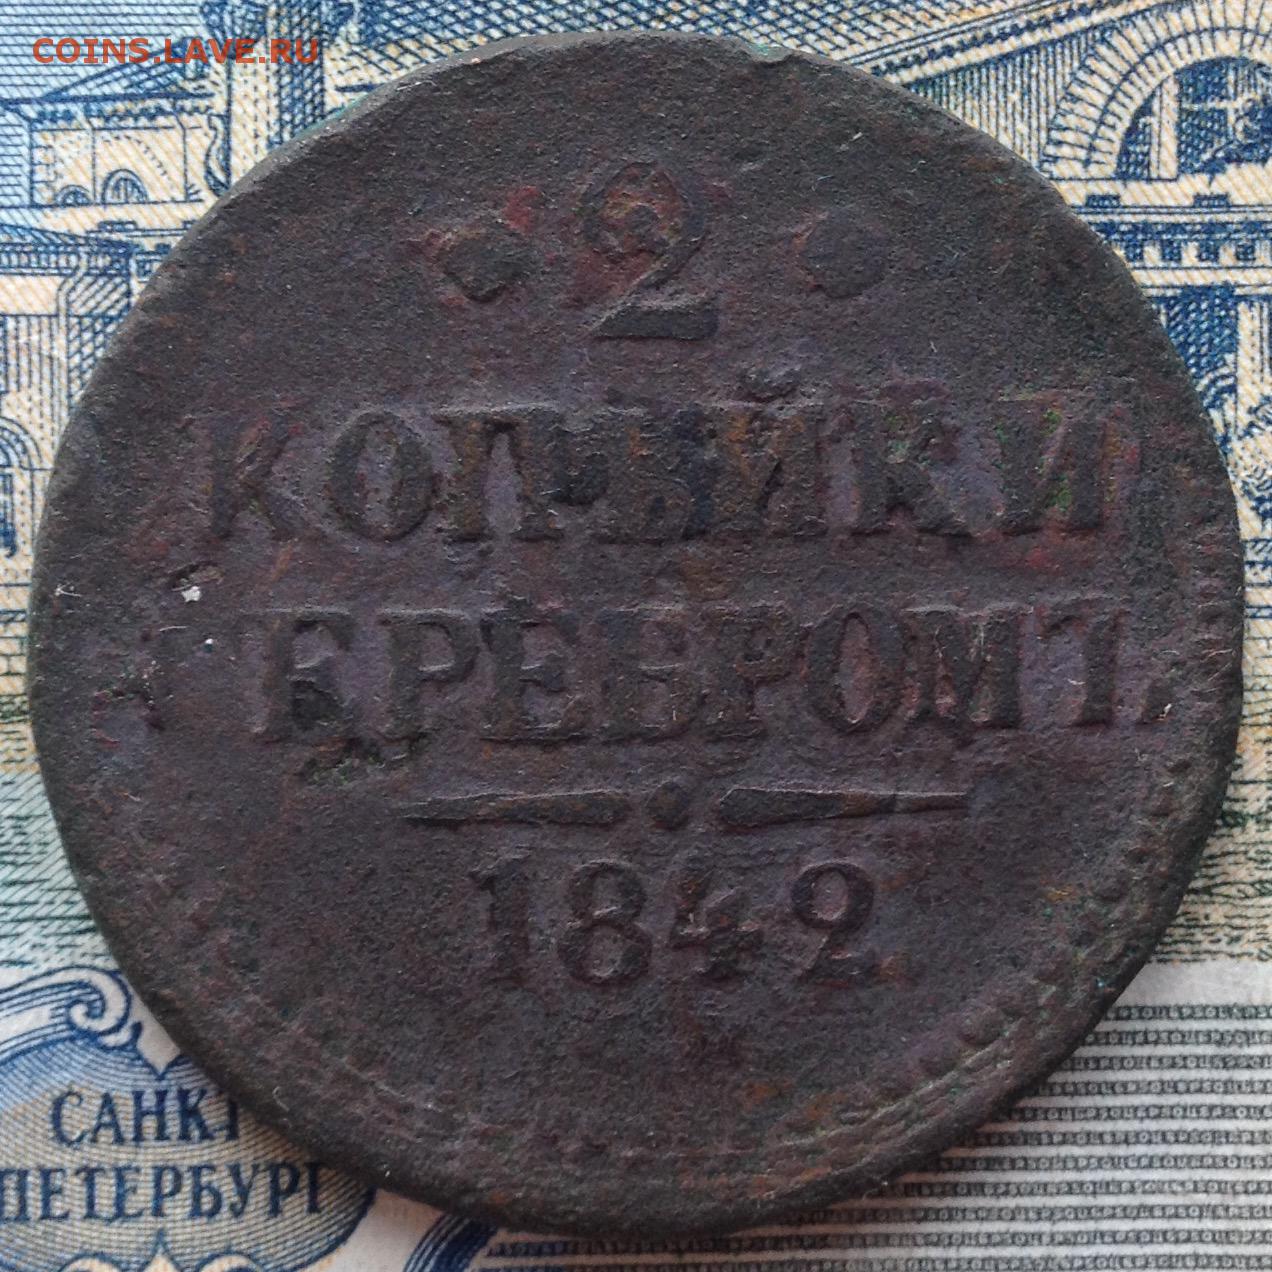 COINS.LAVE.RU
• 2 •
КОПѢЙКИ
СЕРЕБРОМЪ.
1842
САНКТ
ПЕТЕРБУРГ